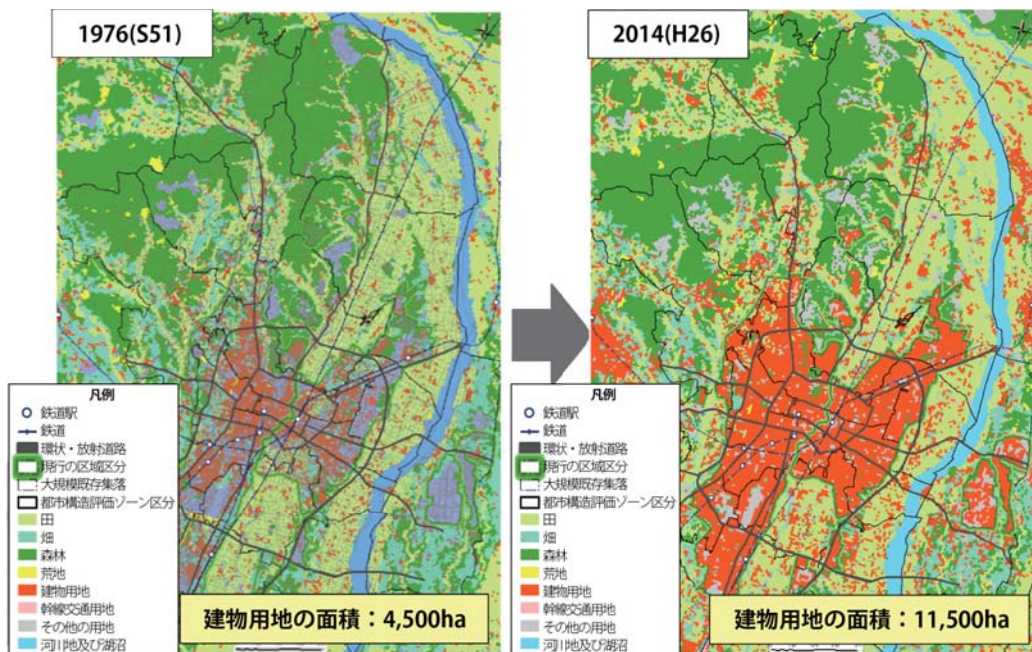 1976(S51)
凡例
鉄道駅
鉄道
環状・放射道路
現行の区域区分
大規模既存集落
都市構造評価ゾーン区分
田
畑
森林
荒地
建物用地
幹線交通用地
その他の用地
河川地及び湖沼
建物用地の面積：4,500ha
2014(H26)
凡例
鉄道駅
鉄道
環状・放射道路
現行の区域区分
大規模既存集落
都市構造評価ゾーン区分
田
畑
森林
荒地
建物用地
幹線交通用地
その他の用地
河川地及び湖沼
建物用地の面積：11,500ha